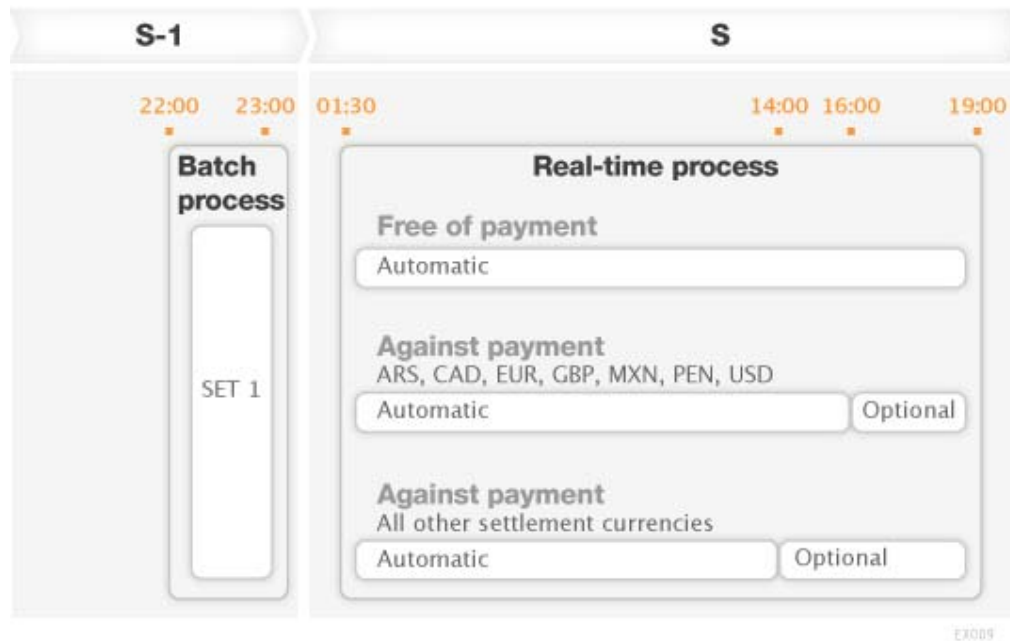 S-1
S
22:00 23:00 01:30 14:00 16:00 19:00
Batch process
Real-time process
SET 1
Free of payment
Automatic
Against payment
ARS, CAD, EUR, GBP, MXN, PEN, USD
Automatic Optional
Against payment
All other settlement currencies
Automatic Optional
EX009